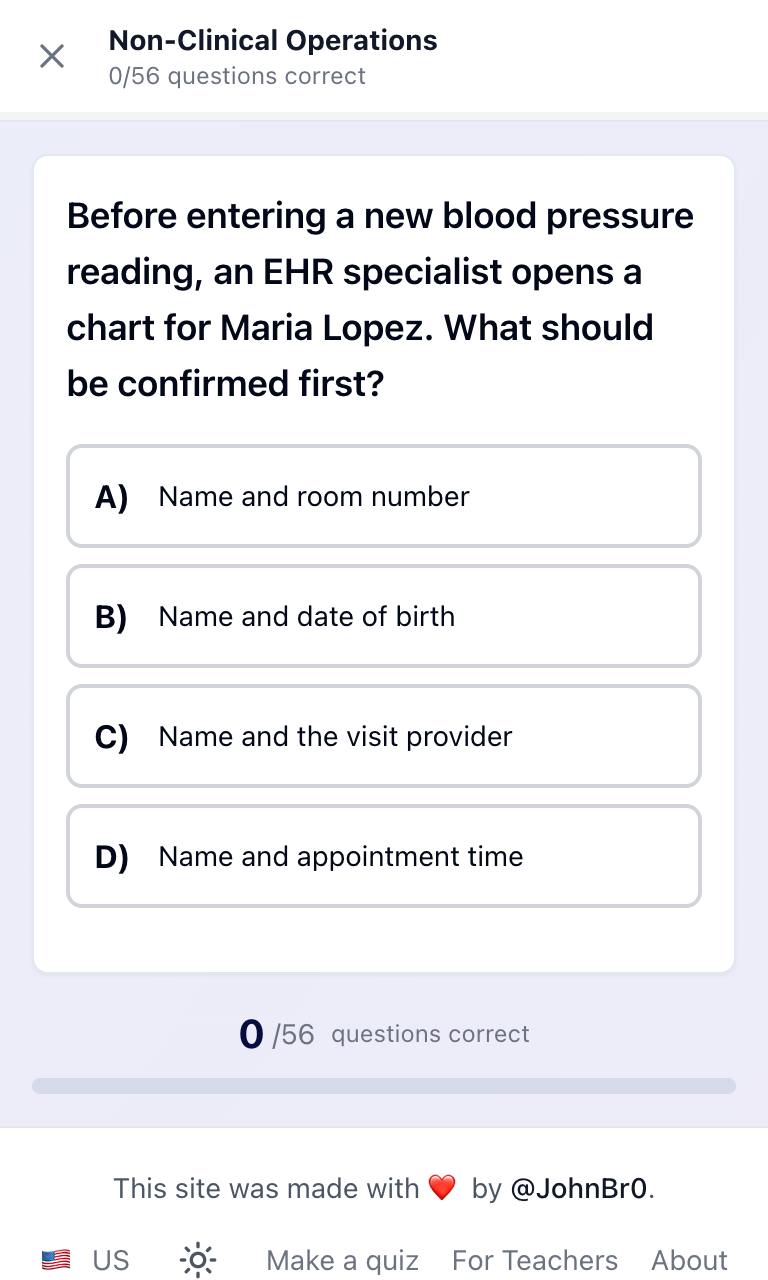 Non-Clinical Operations
0/56 questions correct
Before entering a new blood pressure
reading, an EHR specialist opens a
chart for Maria Lopez. What should
be confirmed first?
A) Name and room number
B) Name and date of birth
C) Name and the visit provider
D) Name and appointment time
0 /56 questions correct
This site was made with ❤️ by @JohnBr0.
🇺🇸 US Make a quiz For Teachers About